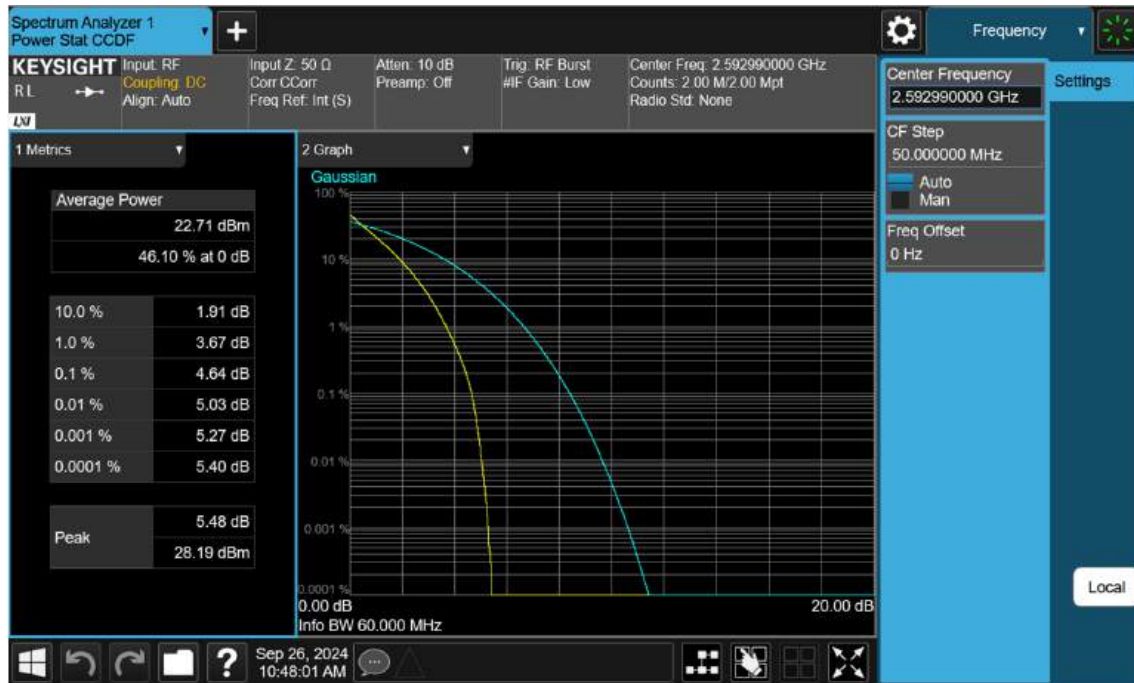 Spectrum Analyzer 1
Power Stat CCDF
+
Frequency
KEYSIGHT
RL
LXI
Input: RF
Coupling: DC
Align: Auto
Input Z: 50 Ω
Corr CCorr
Freq Ref: Int (S)
Atten: 10 dB
Preamp: Off
Trig: RF Burst
#IF Gain: Low
Center Freq: 2.592990000 GHz
Counts: 2.00 M/2.00 Mpt
Radio Std: None
Center Frequency
2.592990000 GHz
Settings
CF Step
50.000000 MHz
Auto
Man
Freq Offset
0 Hz
1 Metrics
Average Power
22.71 dBm
46.10 % at 0 dB
10.0 % 1.91 dB
1.0 % 3.67 dB
0.1 % 4.64 dB
0.01 % 5.03 dB
0.001 % 5.27 dB
0.0001 % 5.40 dB
Peak 5.48 dB
28.19 dBm
2 Graph
Gaussian
100 %
10 %
1 %
0.1 %
0.01 %
0.001 %
0.0001 %
0.00 dB 20.00 dB
Info BW 60.000 MHz
Local
?
Sep 26, 2024
10:48:01 AM